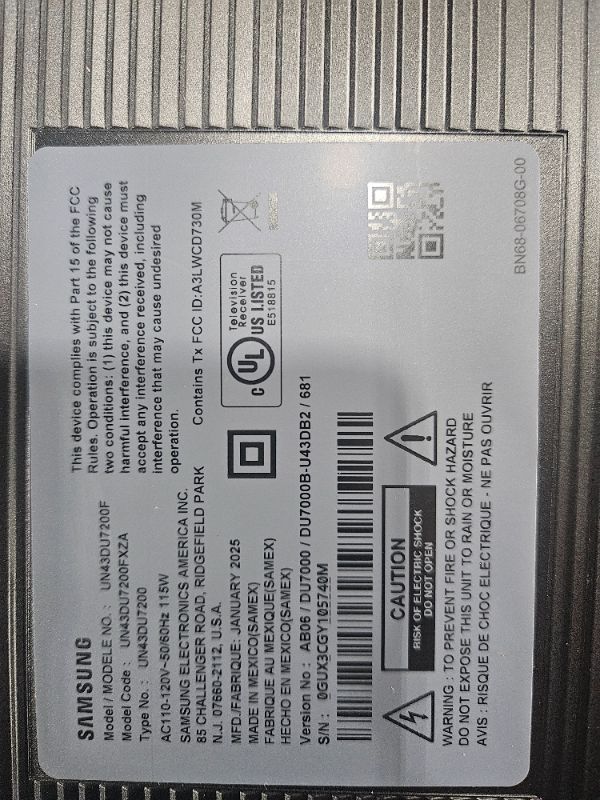 SAMSUNG
Model / MODELE NO. : UN43DU7200F
Model Code : UN43DU7200FXZA
Type No. : UN43DU7200
AC110-120V~50/60Hz 115W
SAMSUNG ELECTRONICS AMERICA INC.
85 CHALLENGER ROAD, RIDGEFIELD PARK
N.J. 07660-2112, U.S.A.
MFD./FABRIQUE: JANUARY 2025
MADE IN MEXICO(SAMEX)
FABRIQUE AU MEXIQUE(SAMEX)
HECHO EN MEXICO(SAMEX)
Version No : AB06 / DU7000 / DU7000B-U43DB2 / 681
S/N : 0GUX3CGY105740M
This device complies with Part 15 of the FCC
Rules. Operation is subject to the following
two conditions: (1) this device may not cause
harmful interference, and (2) this device must
accept any interference received, including
interference that may cause undesired
operation.
Contains Tx FCC ID:A3LWCD730M
c UL US LISTED
Television
Receiver
E518815
CAUTION
RISK OF ELECTRIC SHOCK
DO NOT OPEN
WARNING : TO PREVENT FIRE OR SHOCK HAZARD
DO NOT EXPOSE THIS UNIT TO RAIN OR MOISTURE
AVIS : RISQUE DE CHOC ELECTRIQUE - NE PAS OUVRIR
BN68-06708G-00